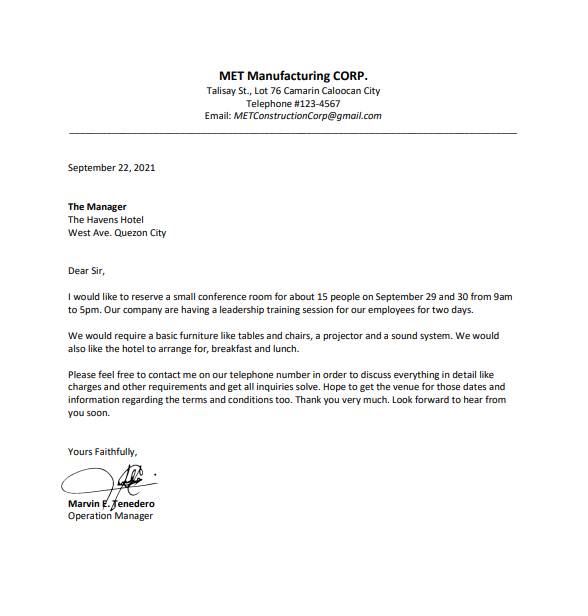 MET Manufacturing CORP.
Talisay St., Lot 76 Camarin Caloocan City
Telephone #123-4567
Email: METConstructionCorp@gmail.com
September 22, 2021
The Manager
The Havens Hotel
West Ave. Quezon City
Dear Sir,
I would like to reserve a small conference room for about 15 people on September 29 and 30 from 9am
to 5pm. Our company are having a leadership training session for our employees for two days.
We would require a basic furniture like tables and chairs, a projector and a sound system. We would
also like the hotel to arrange for, breakfast and lunch.
Please feel free to contact me on our telephone number in order to discuss everything in detail like
charges and other requirements and get all inquiries solve. Hope to get the venue for those dates and
information regarding the terms and conditions too. Thank you very much. Look forward to hear from
you soon.
Yours Faithfully,
Marvin E. Tenedero
Operation Manager